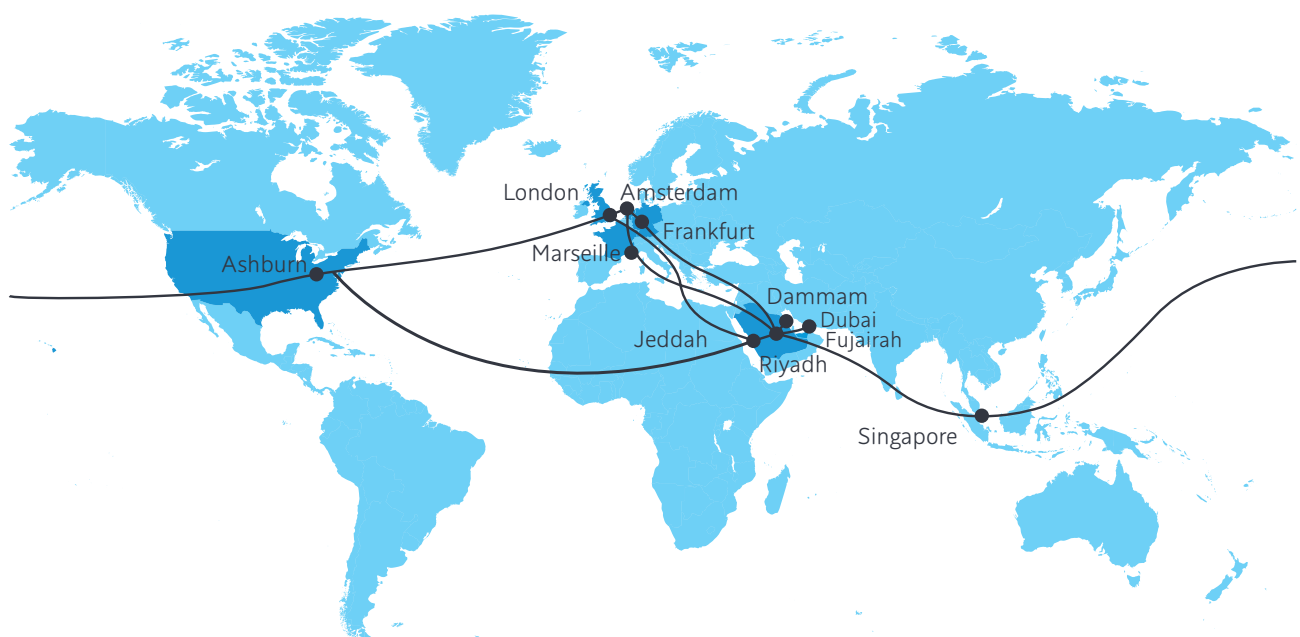 London
Amsterdam
Frankfurt
Marseille
Ashburn
Dammam
Dubai
Jeddah
Fujairah
Riyadh
Singapore